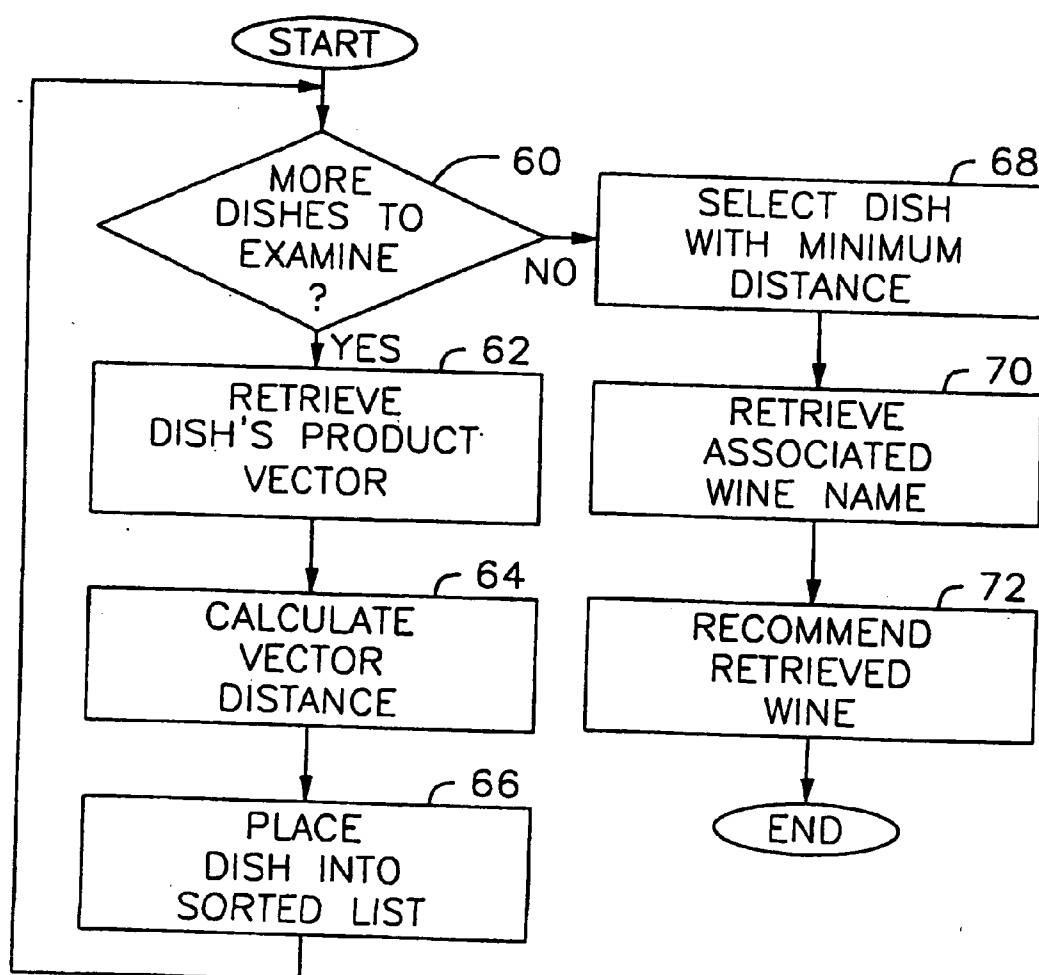 START
60
MORE
DISHES TO
EXAMINE
?
NO
YES
62
RETRIEVE
DISH'S PRODUCT
VECTOR
64
CALCULATE
VECTOR
DISTANCE
66
PLACE
DISH INTO
SORTED LIST
68
SELECT DISH
WITH MINIMUM
DISTANCE
70
RETRIEVE
ASSOCIATED
WINE NAME
72
RECOMMEND
RETRIEVED
WINE
END